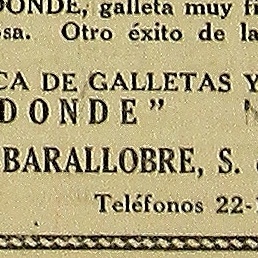 DONDE, galleta muy fi
sa. Otro éxito de la
CA DE GALLETAS Y
DONDE"
BARALLOBRE, S.
Teléfonos 22-